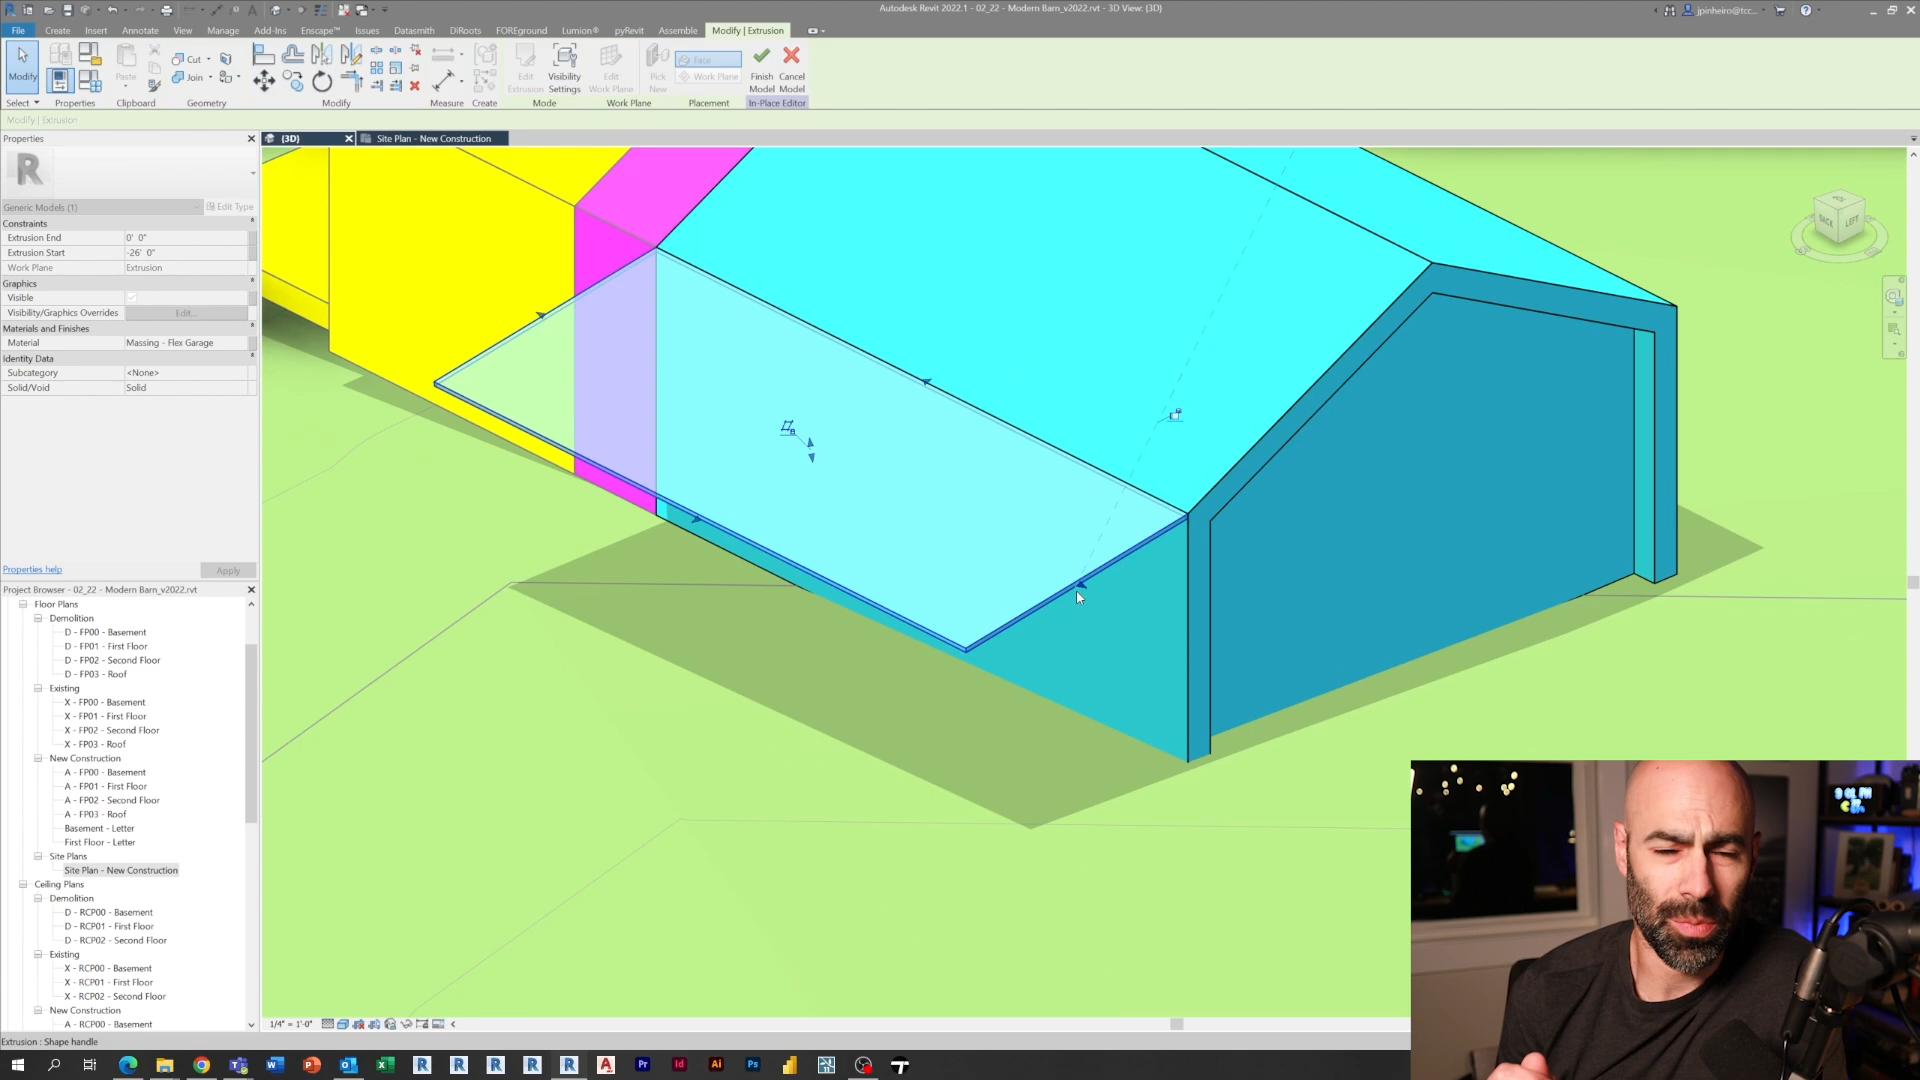 Autodesk Revit 2022.1 - 02_22 - Modern Barn_v2022.rvt - 3D View: {3D}
jpinheiro@tcc...
File Create Insert Annotate View Manage Add-Ins Enscape™ Issues Datasmith DiRoots FOREground Lumion® pyRevit Assemble Modify | Extrusion
Modify
Paste
Cut
Join
Edit Extrusion
Visibility Settings
Edit Work Plane
Pick New
Face
Work Plane
Finish Model
Cancel Model
Select Properties Clipboard Geometry Modify Measure Create Mode Work Plane Placement In-Place Editor
Modify | Extrusion
Properties
{3D}
Site Plan - New Construction
R
Generic Models (1)
Edit Type
Constraints
Extrusion End 0' 0"
Extrusion Start -26' 0"
Work Plane Extrusion
Graphics
Visible
Visibility/Graphics Overrides Edit...
Materials and Finishes
Material Massing - Flex Garage
Identity Data
Subcategory <None>
Solid/Void Solid
BACK
LEFT
Properties help
Apply
Project Browser - 02_22 - Modern Barn_v2022.rvt
Floor Plans
Demolition
D - FP00 - Basement
D - FP01 - First Floor
D - FP02 - Second Floor
D - FP03 - Roof
Existing
X - FP00 - Basement
X - FP01 - First Floor
X - FP02 - Second Floor
X - FP03 - Roof
New Construction
A - FP00 - Basement
A - FP01 - First Floor
A - FP02 - Second Floor
A - FP03 - Roof
Basement - Letter
First Floor - Letter
Site Plans
Site Plan - New Construction
Ceiling Plans
Demolition
D - RCP00 - Basement
D - RCP01 - First Floor
D - RCP02 - Second Floor
Existing
X - RCP00 - Basement
X - RCP01 - First Floor
X - RCP02 - Second Floor
New Construction
A - RCP00 - Basement
1/4" = 1'-0"
Extrusion : Shape handle